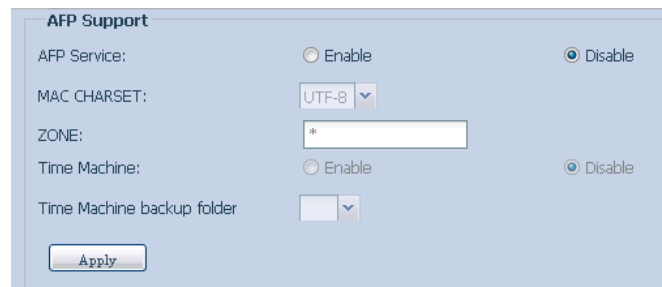 AFP Support
AFP Service: Enable Disable
MAC CHARSET: UTF-8
ZONE: *
Time Machine: Enable Disable
Time Machine backup folder
Apply